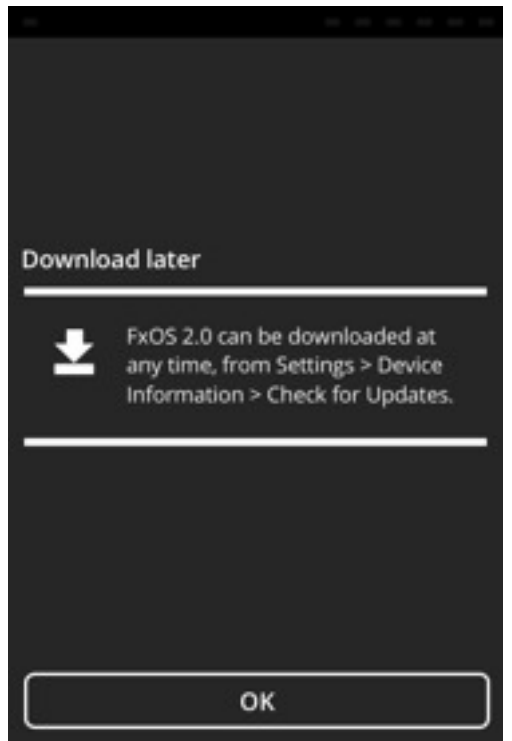 Download later
FxOS 2.0 can be downloaded at
any time, from Settings > Device
Information > Check for Updates.
OK